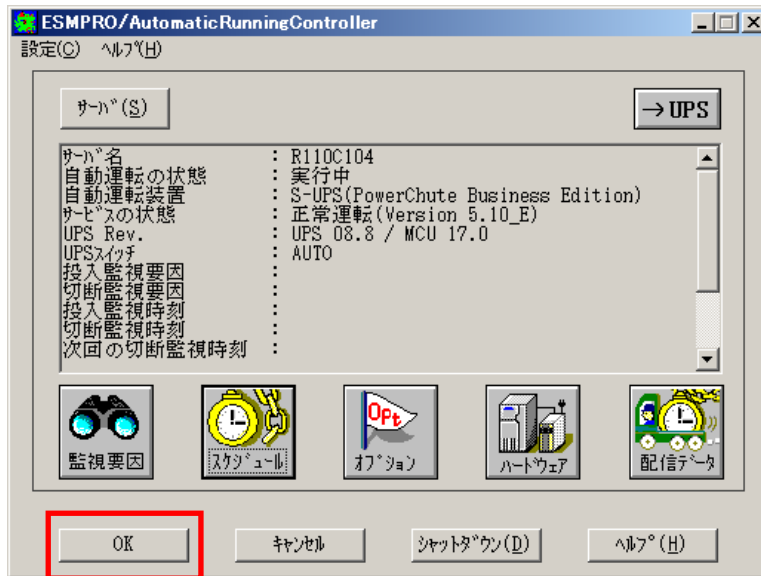 ESMPRO/AutomaticRunningController
設定(C) ﾍﾙﾌﾟ(H)
ｻｰﾊﾞ(S)
→UPS
ｻｰﾊﾞ名 : R110C104
自動運転の状態 : 実行中
自動運転装置 : S-UPS(PowerChute Business Edition)
ｻｰﾋﾞｽの状態 : 正常運転(Version 5.10_E)
UPS Rev. : UPS 08.8 / MCU 17.0
UPSｽｲｯﾁ : AUTO
投入監視要因 :
切断監視要因 :
投入監視時刻 :
切断監視時刻 :
次回の切断監視時刻 :
Opt
監視要因 ｽｹｼﾞｭｰﾙ ｵﾌﾟｼｮﾝ ﾊｰﾄﾞｳｪｱ 配信ﾃﾞｰﾀ
OK ｷｬﾝｾﾙ ｼｬｯﾄﾀﾞｳﾝ(D) ﾍﾙﾌﾟ(H)